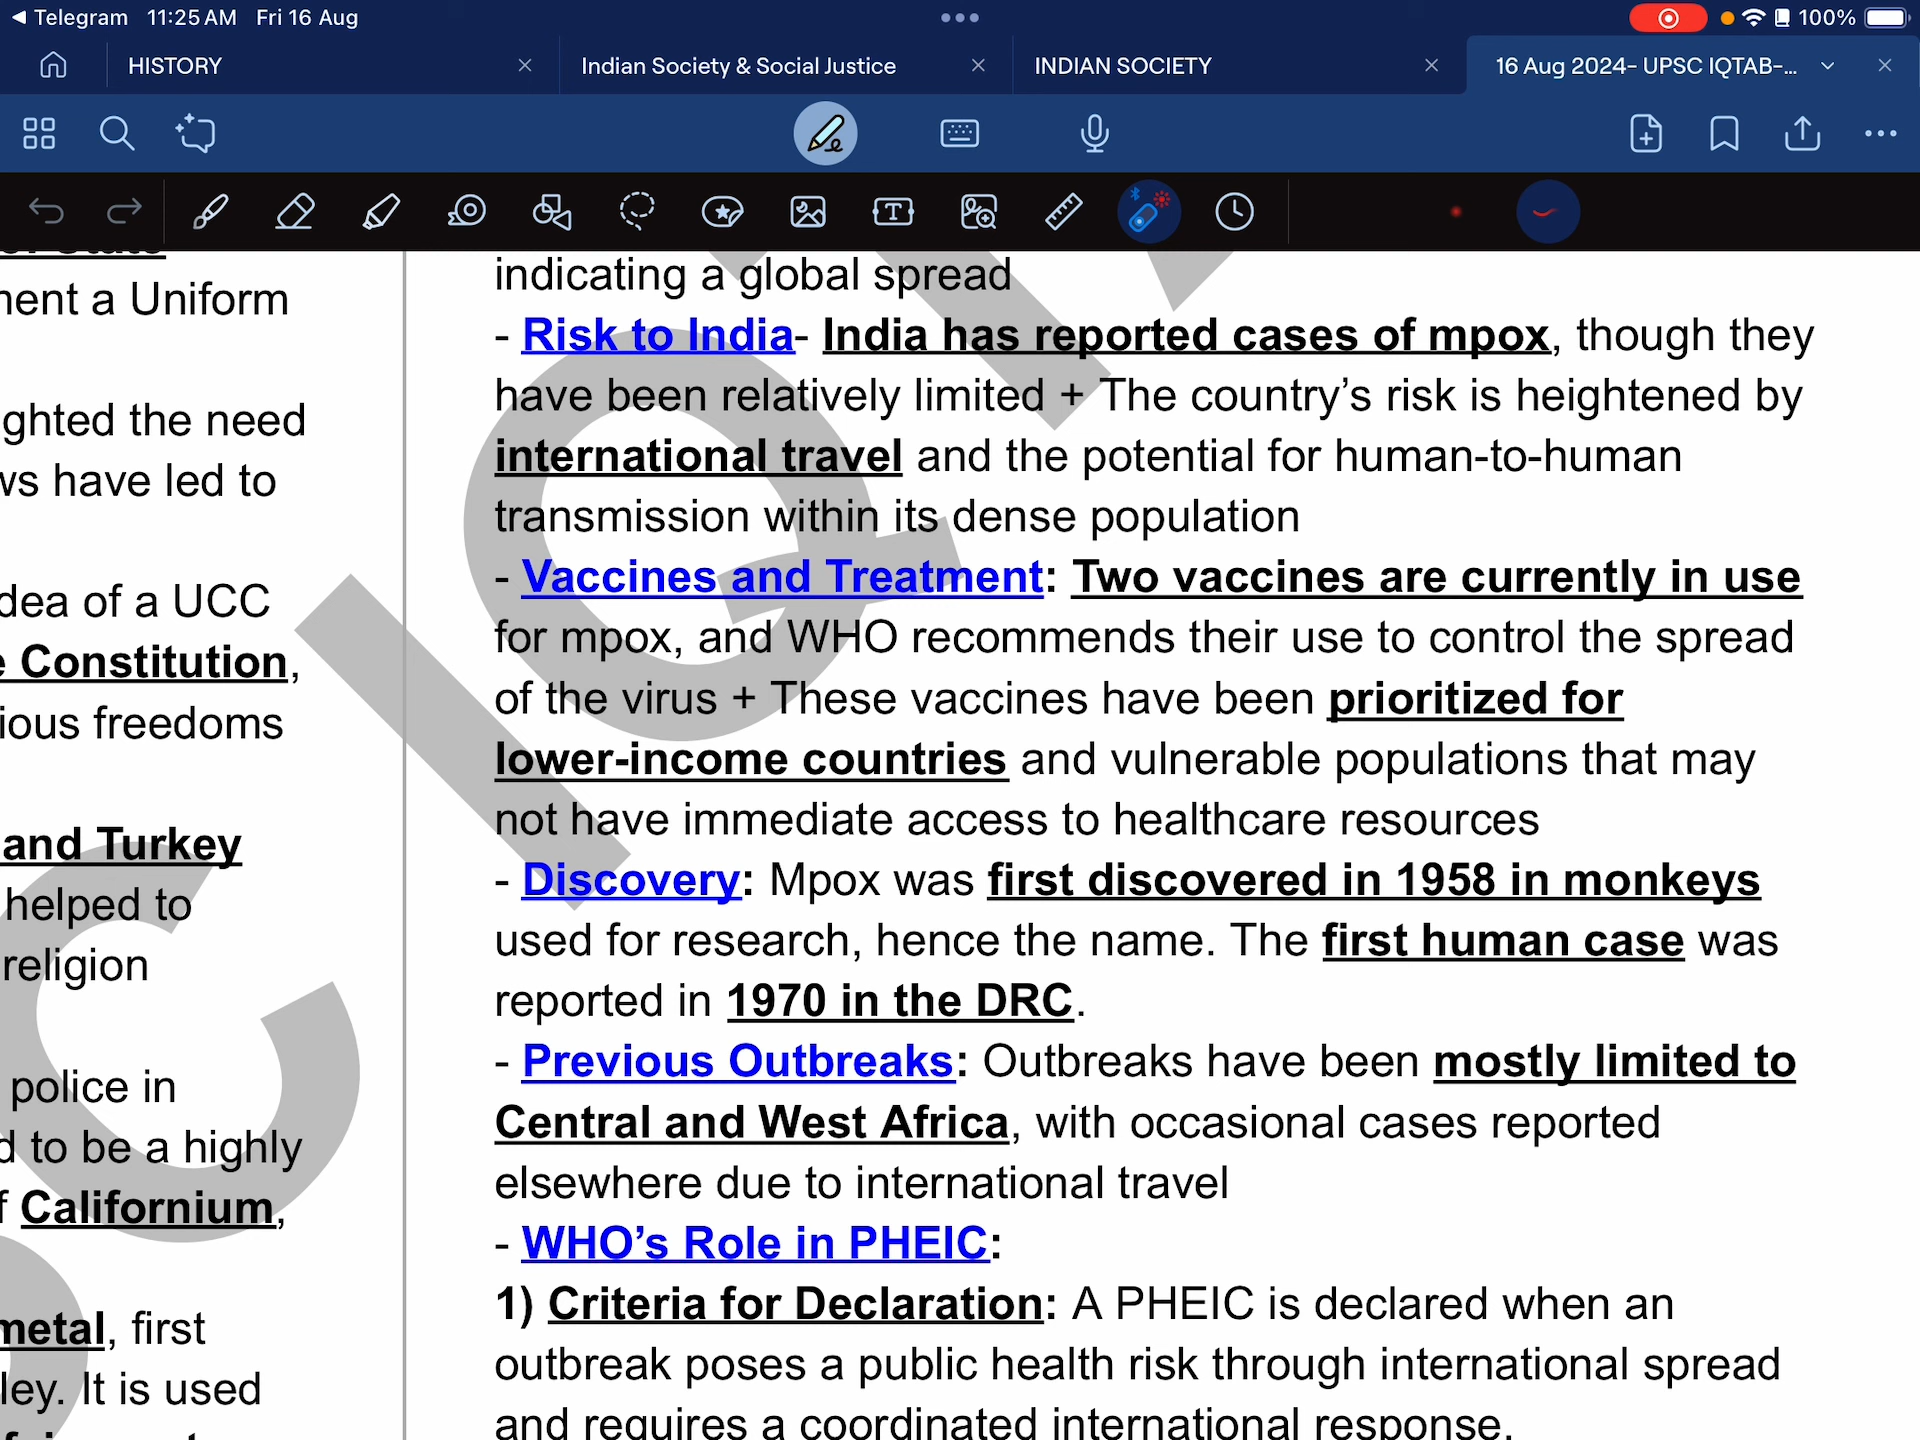 Telegram 11:25 AM Fri 16 Aug
100%
HISTORY
Indian Society & Social Justice
INDIAN SOCIETY
16 Aug 2024- UPSC IQTAB-...
ment a Uniform
ghted the need
ws have led to
dea of a UCC
e Constitution,
ious freedoms
and Turkey
helped to
religion
police in
d to be a highly
f Californium,
metal, first
ley. It is used
indicating a global spread
- Risk to India- India has reported cases of mpox, though they
have been relatively limited + The country's risk is heightened by
international travel and the potential for human-to-human
transmission within its dense population
- Vaccines and Treatment: Two vaccines are currently in use
for mpox, and WHO recommends their use to control the spread
of the virus + These vaccines have been prioritized for
lower-income countries and vulnerable populations that may
not have immediate access to healthcare resources
- Discovery: Mpox was first discovered in 1958 in monkeys
used for research, hence the name. The first human case was
reported in 1970 in the DRC.
- Previous Outbreaks: Outbreaks have been mostly limited to
Central and West Africa, with occasional cases reported
elsewhere due to international travel
- WHO's Role in PHEIC:
1) Criteria for Declaration: A PHEIC is declared when an
outbreak poses a public health risk through international spread
and requires a coordinated international response.